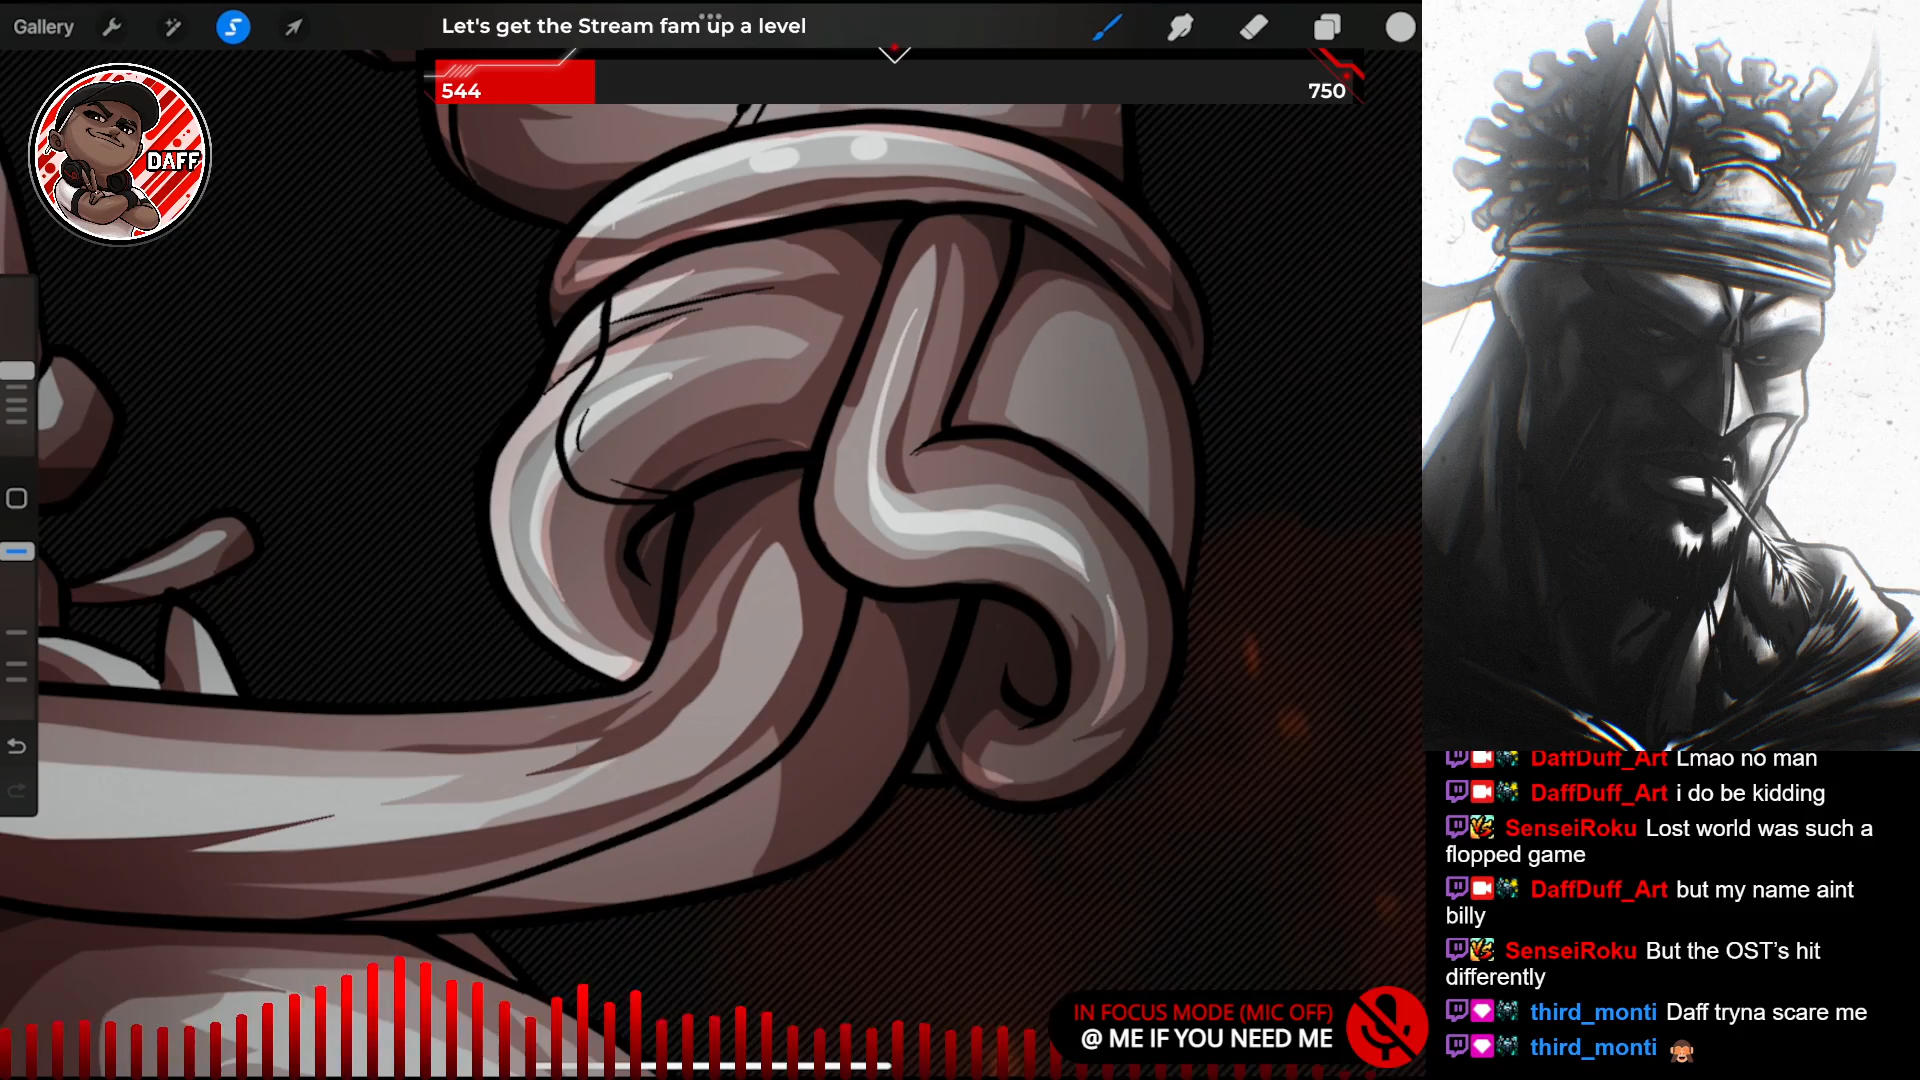 Gallery
Let's get the Stream fam up a level
544
750
DAFF
DaffDuff_Art Lmao no man
DaffDuff_Art i do be kidding
SenseiRoku Lost world was such a
flopped game
DaffDuff_Art but my name aint
billy
SenseiRoku But the OST's hit
differently
third_monti Daff tryna scare me
third_monti 🙈
IN FOCUS MODE (MIC OFF)
@ ME IF YOU NEED ME